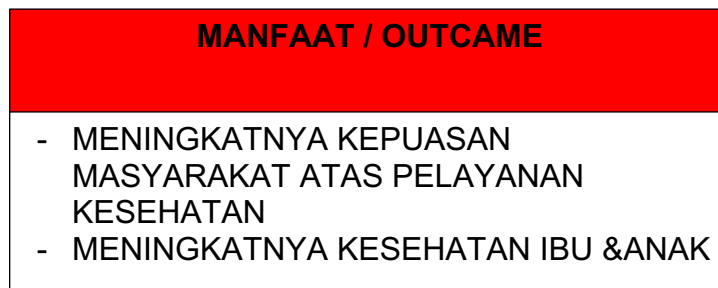 MANFAAT / OUTCAME
- MENINGKATNYA KEPUASAN
MASYARAKAT ATAS PELAYANAN
KESEHATAN
- MENINGKATNYA KESEHATAN IBU &ANAK